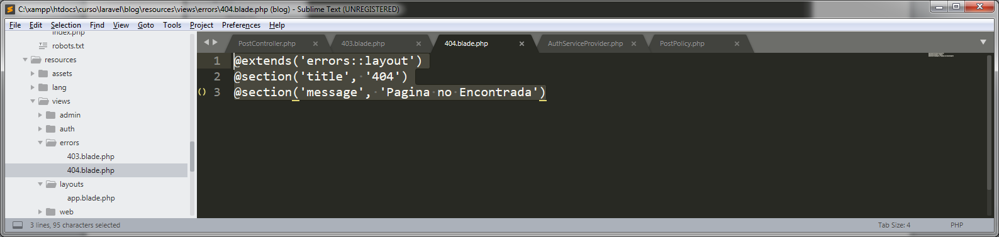 C:\xampp\htdocs\curso\laravel\blog\resources\views\errors\404.blade.php (blog) - Sublime Text (UNREGISTERED)
File Edit Selection Find View Goto Tools Project Preferences Help
index.php
robots.txt
resources
assets
lang
views
admin
auth
errors
403.blade.php
404.blade.php
layouts
app.blade.php
web
PostController.php 403.blade.php 404.blade.php AuthServiceProvider.php PostPolicy.php
1 @extends('errors::layout')
2 @section('title', '404')
3 @section('message', 'Pagina no Encontrada')
3 lines, 95 characters selected Tab Size: 4 PHP